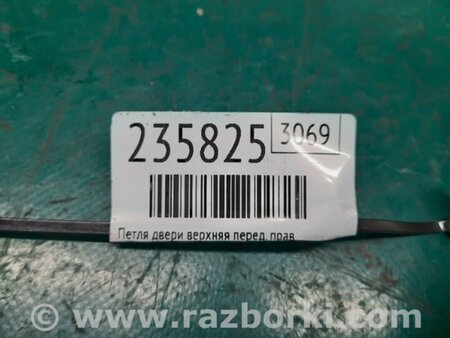 235825 3069
Петля двери верхняя перед. прав.
www.razborki.com